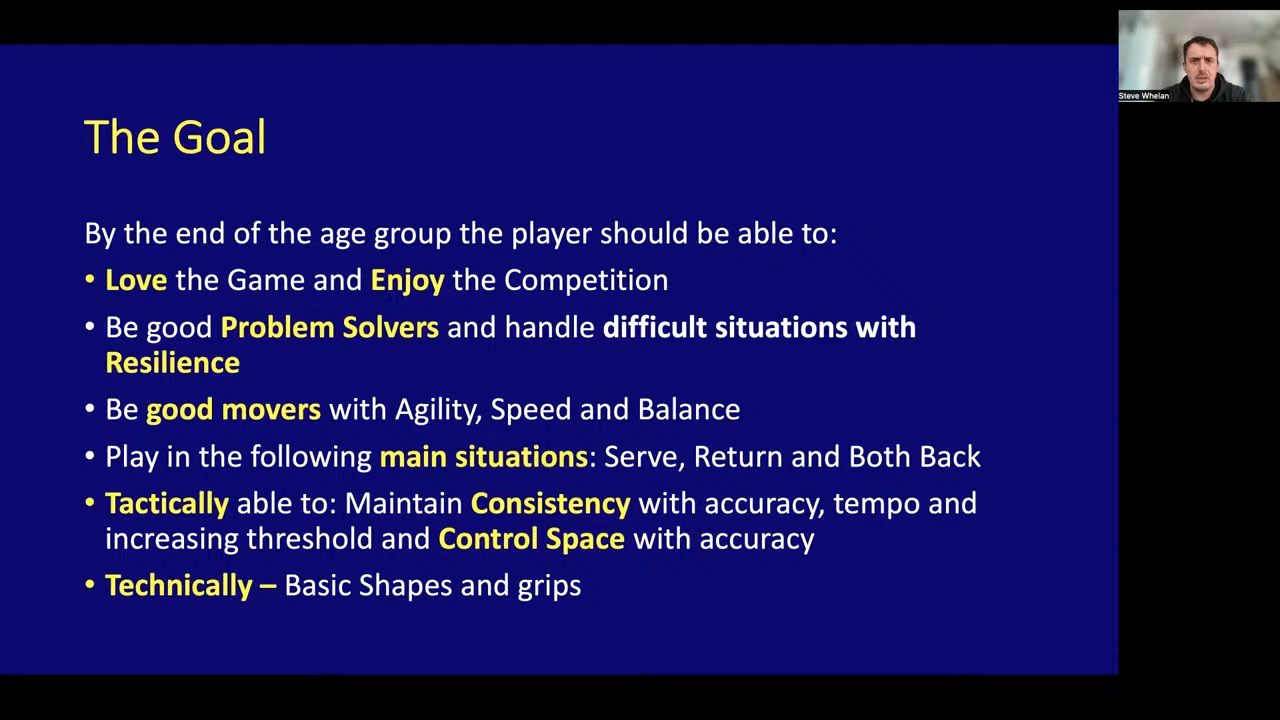 Steve Whelan
The Goal
By the end of the age group the player should be able to:
• Love the Game and Enjoy the Competition
• Be good Problem Solvers and handle difficult situations with
Resilience
• Be good movers with Agility, Speed and Balance
• Play in the following main situations: Serve, Return and Both Back
• Tactically able to: Maintain Consistency with accuracy, tempo and
increasing threshold and Control Space with accuracy
• Technically – Basic Shapes and grips